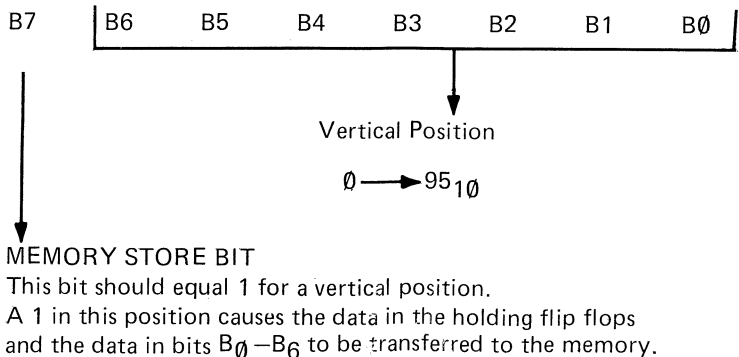 B7 B6 B5 B4 B3 B2 B1 BØ
Vertical Position
Ø 95₁Ø
MEMORY STORE BIT
This bit should equal 1 for a vertical position.
A 1 in this position causes the data in the holding flip flops
and the data in bits BØ–B6 to be transferred to the memory.